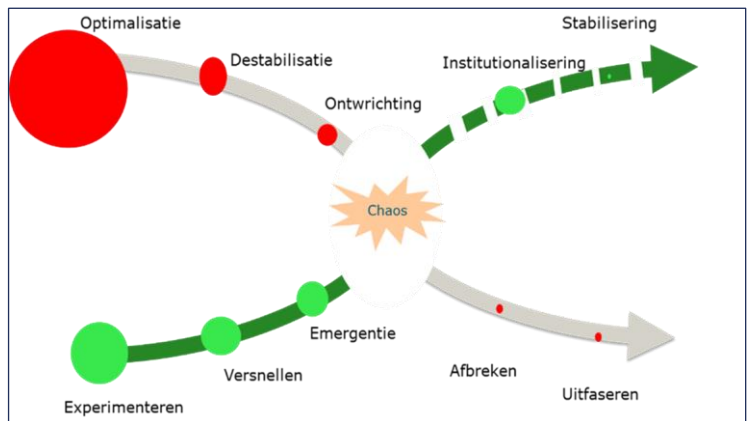 Optimalisatie
Destabilisatie
Ontwrichting
Stabilisering
Institutionalisering
Chaos
Emergentie
Versnellen
Experimenteren
Afbreken
Uitfaseren